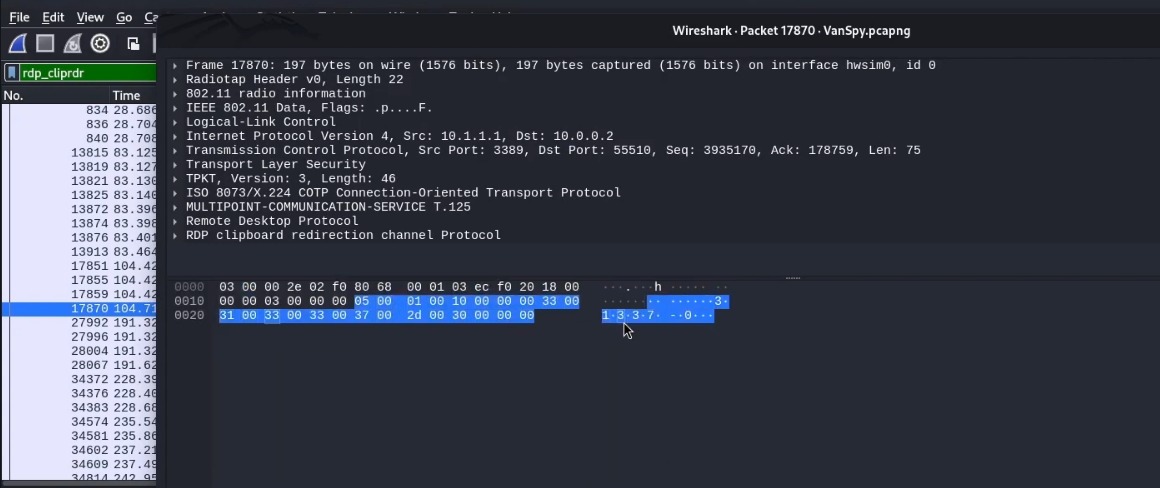 File Edit View Go Ca
Wireshark · Packet 17870 · VanSpy.pcapng
rdp_cliprdr
No. Time
834 28.686
836 28.704
840 28.708
13815 83.125
13819 83.127
13821 83.130
13825 83.140
13872 83.396
13874 83.398
13876 83.401
13913 83.464
17851 104.42
17855 104.42
17859 104.42
17870 104.71
27992 191.32
27996 191.32
28004 191.32
28067 191.62
34372 228.39
34376 228.40
34383 228.68
34574 235.54
34581 235.86
34602 237.21
34609 237.49
34814 242.95
Frame 17870: 197 bytes on wire (1576 bits), 197 bytes captured (1576 bits) on interface hwsim0, id 0
Radiotap Header v0, Length 22
802.11 radio information
IEEE 802.11 Data, Flags: .p....F.
Logical-Link Control
Internet Protocol Version 4, Src: 10.1.1.1, Dst: 10.0.0.2
Transmission Control Protocol, Src Port: 3389, Dst Port: 55510, Seq: 3935170, Ack: 178759, Len: 75
Transport Layer Security
TPKT, Version: 3, Length: 46
ISO 8073/X.224 COTP Connection-Oriented Transport Protocol
MULTIPOINT-COMMUNICATION-SERVICE T.125
Remote Desktop Protocol
RDP clipboard redirection channel Protocol
0000 03 00 00 2e 02 f0 80 68 00 01 03 ec f0 20 18 00 ···.···h ····· ··
0010 00 00 03 00 00 00 05 00 01 00 10 00 00 00 33 00 ········ ······3·
0020 31 00 33 00 33 00 37 00 2d 00 30 00 00 00 1·3·3·7· -·0···